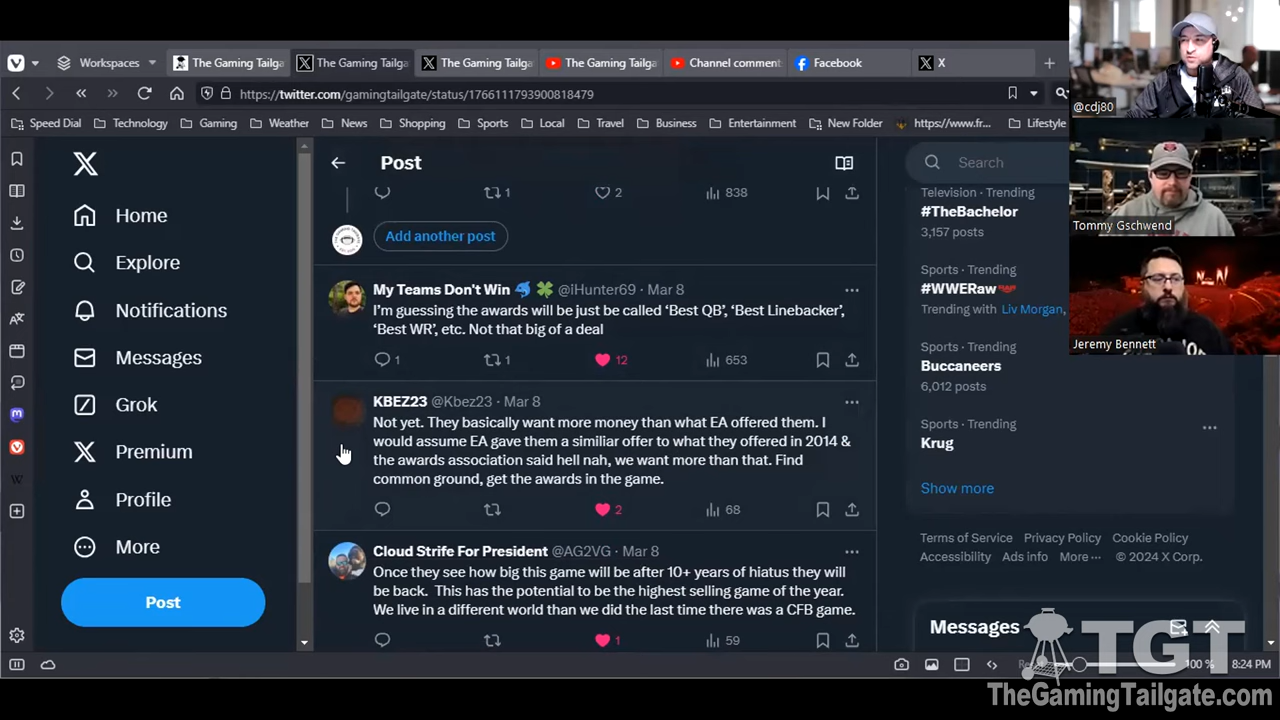 Workspaces
The Gaming Tailga
The Gaming Tailga
The Gaming Tailga
The Gaming Tailga
Channel comment
Facebook
X
https://twitter.com/gamingtailgate/status/1766111793900818479
Speed Dial
Technology
Gaming
Weather
News
Shopping
Sports
Local
Travel
Business
Entertainment
New Folder
https://www.fr...
Lifestyle
Home
Explore
Notifications
Messages
Grok
Premium
Profile
More
Post
Post
1
2
838
Add another post
My Teams Don't Win 🐬 🍀 @IHunter69 · Mar 8
I'm guessing the awards will be just be called 'Best QB', 'Best Linebacker',
'Best WR', etc. Not that big of a deal
1
1
12
653
KBEZ23 @Kbez23 · Mar 8
Not yet. They basically want more money than what EA offered them. I
would assume EA gave them a similiar offer to what they offered in 2014 &
the awards association said hell nah, we want more than that. Find
common ground, get the awards in the game.
2
68
Cloud Strife For President @AG2VG · Mar 8
Once they see how big this game will be after 10+ years of hiatus they will
be back. This has the potential to be the highest selling game of the year.
We live in a different world than we did the last time there was a CFB game.
1
59
Search
Television · Trending
#TheBachelor
3,157 posts
Sports · Trending
#WWERaw
Trending with Liv Morgan,
Sports · Trending
Buccaneers
6,012 posts
Sports · Trending
Krug
Show more
Terms of Service Privacy Policy Cookie Policy
Accessibility Ads info More ··· © 2024 X Corp.
Messages
@cdj80
Tommy Gschwend
Jeremy Bennett
100 %
8:24 PM
TGT
TheGamingTailgate.com